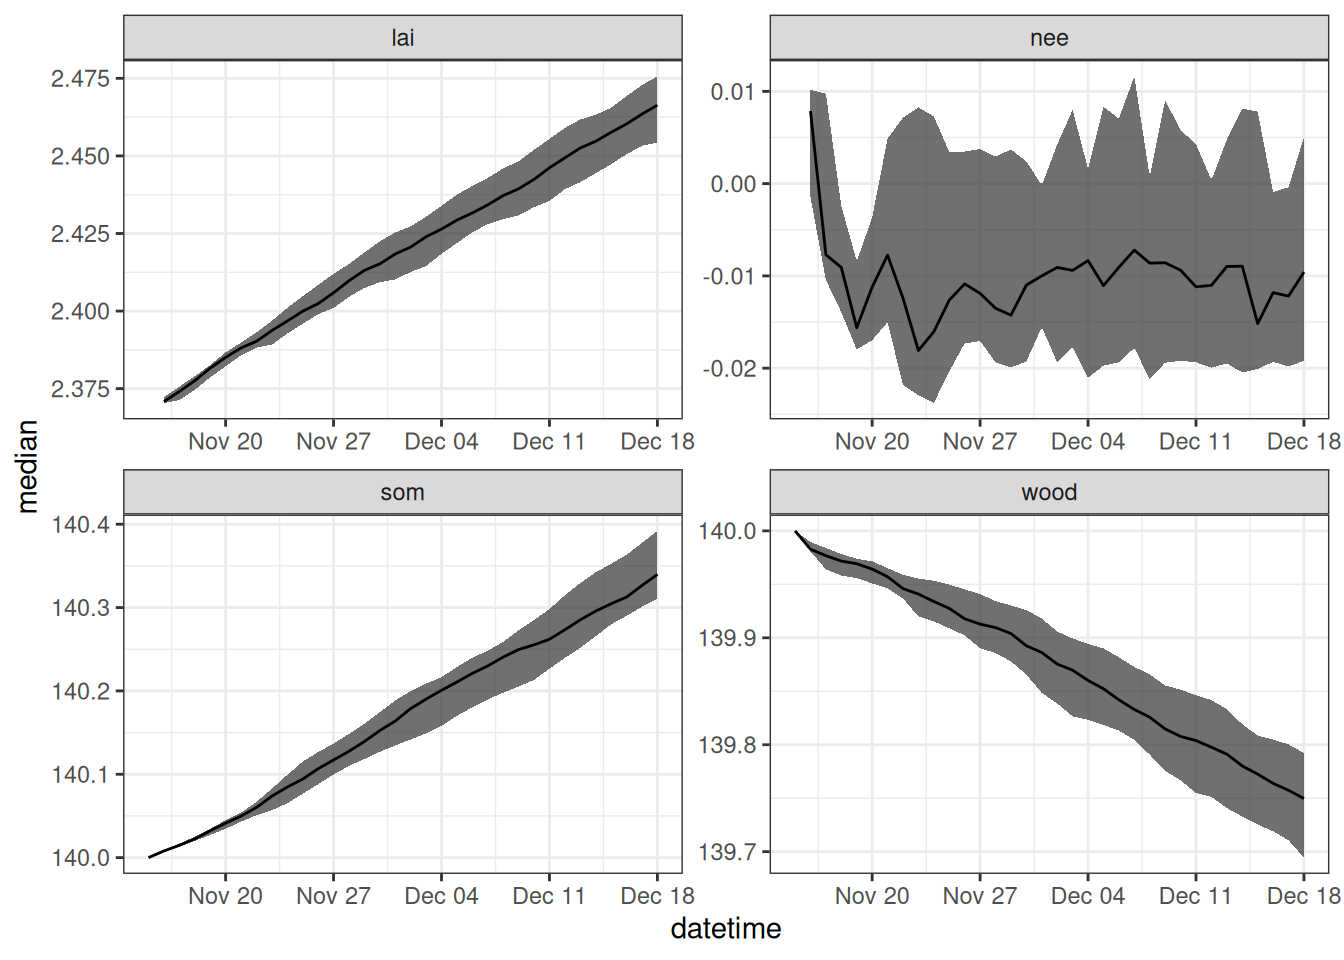 lai
nee
2.475
2.450
2.425
2.400
2.375
0.01
0.00
-0.01
-0.02
Nov 20 Nov 27 Dec 04 Dec 11 Dec 18
Nov 20 Nov 27 Dec 04 Dec 11 Dec 18
median
som
wood
140.4
140.3
140.2
140.1
140.0
140.0
139.9
139.8
139.7
Nov 20 Nov 27 Dec 04 Dec 11 Dec 18
Nov 20 Nov 27 Dec 04 Dec 11 Dec 18
datetime